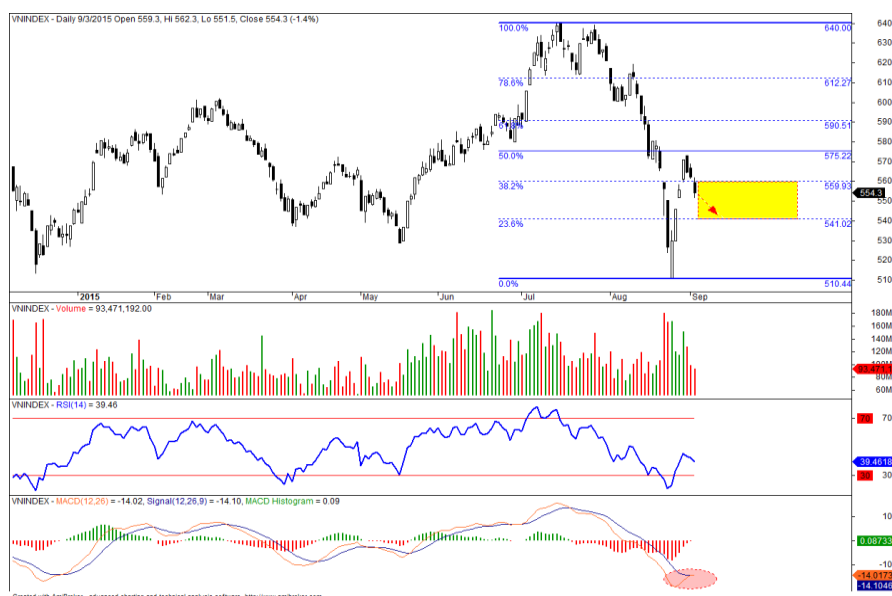 VNINDEX - Daily 9/3/2015 Open 559.3, Hi 562.3, Lo 551.5, Close 554.3 (-1.4%)
640
100.0% 640.00
630
620
78.6% 612.27
610
600
590.51
590
580
50.0% 575.22
570
560
38.2% 559.93
554.3
550
23.6% 541.02
540
530
520
0.0% 510.44
510
2015 Feb Mar Apr May Jun Jul Aug Sep
VNINDEX - Volume = 93,471,192.00
180M
160M
140M
120M
93,471,1
80M
60M
VNINDEX - RSI(14) = 39.46
70 70
39.4618
30 30
VNINDEX - MACD(12,26) = -14.02, Signal(12,26,9) = -14.10, MACD Histogram = 0.09
10
0.08733
-10
-14.0173
-14.1046